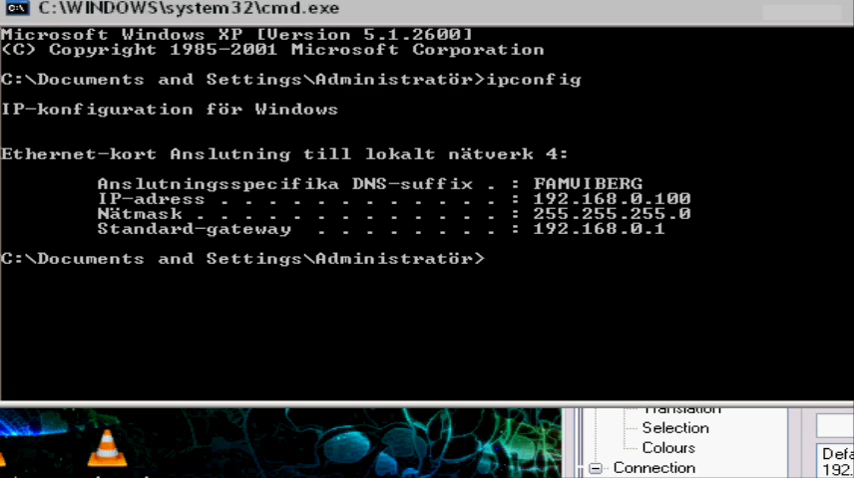 C:\WINDOWS\system32\cmd.exe
Microsoft Windows XP [Version 5.1.2600]
(C) Copyright 1985-2001 Microsoft Corporation
C:\Documents and Settings\Administratör>ipconfig
IP-konfiguration för Windows
Ethernet-kort Anslutning till lokalt nätverk 4:
Anslutningsspecifika DNS-suffix . : FAMVIBERG
IP-adress . . . . . . . . . . . . : 192.168.0.100
Nätmask . . . . . . . . . . . . . : 255.255.255.0
Standard-gateway  . . . . . . . . : 192.168.0.1
C:\Documents and Settings\Administratör>
Translation
Selection
Colours
Connection
192.